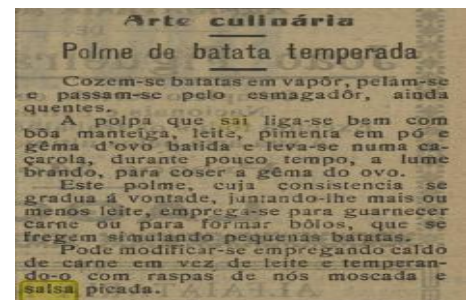 Arte culinária
Polme de batata temperada
Cozem-se batatas em vapôr, pelam-se
e passam-se pelo esmagadôr, ainda
quentes.
A polpa que sai liga-se bem com
bôa manteiga, leite, pimenta em pó e
gêma d'ovo batida e leva-se numa ca-
çarola, durante pouco tempo, a lume
brando, para coser a gêma do ovo.
Este polme, cuja consistencia se
gradua á vontade, juntando-lhe mais ou
menos leite, emprega-se para guarnecer
carne ou para formar bôlos, que se
fregem simulando pequenas batatas.
Pode modificar-se empregando caldo
de carne em vez de leite e temperan-
do-o com raspas de nós moscada e
salsa picada.